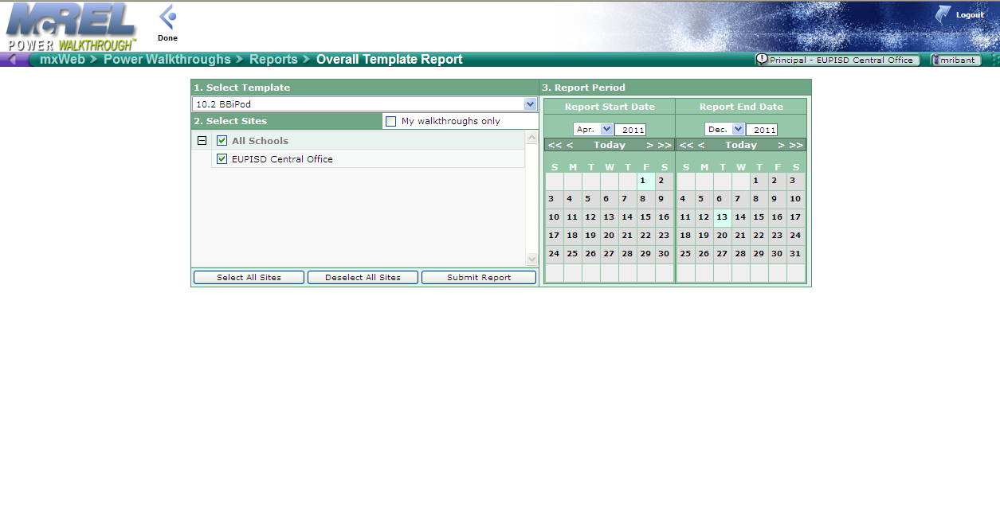 McREL
POWER WALKTHROUGH™
Done
Logout
mxWeb > Power Walkthroughs > Reports > Overall Template Report
Principal - EUPISD Central Office
mribant
1. Select Template
10.2 BBiPod
2. Select Sites
My walkthroughs only
All Schools
EUPISD Central Office
Select All Sites
Deselect All Sites
Submit Report
3. Report Period
Report Start Date
Apr. 2011
<< < Today > >>
S M T W T F S
1 2
3 4 5 6 7 8 9
10 11 12 13 14 15 16
17 18 19 20 21 22 23
24 25 26 27 28 29 30
Report End Date
Dec. 2011
<< < Today > >>
S M T W T F S
1 2 3
4 5 6 7 8 9 10
11 12 13 14 15 16 17
18 19 20 21 22 23 24
25 26 27 28 29 30 31